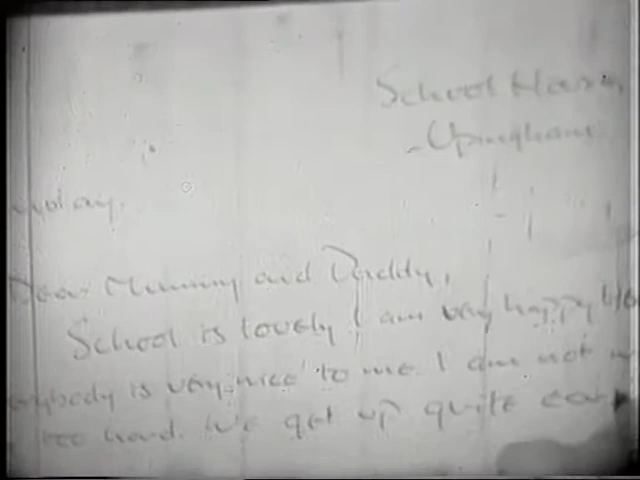 School House,
Uppingham
Dear Mummy and Daddy,
School is lovely I am very happy
is very nice to me. I am not
too hard. We get up quite